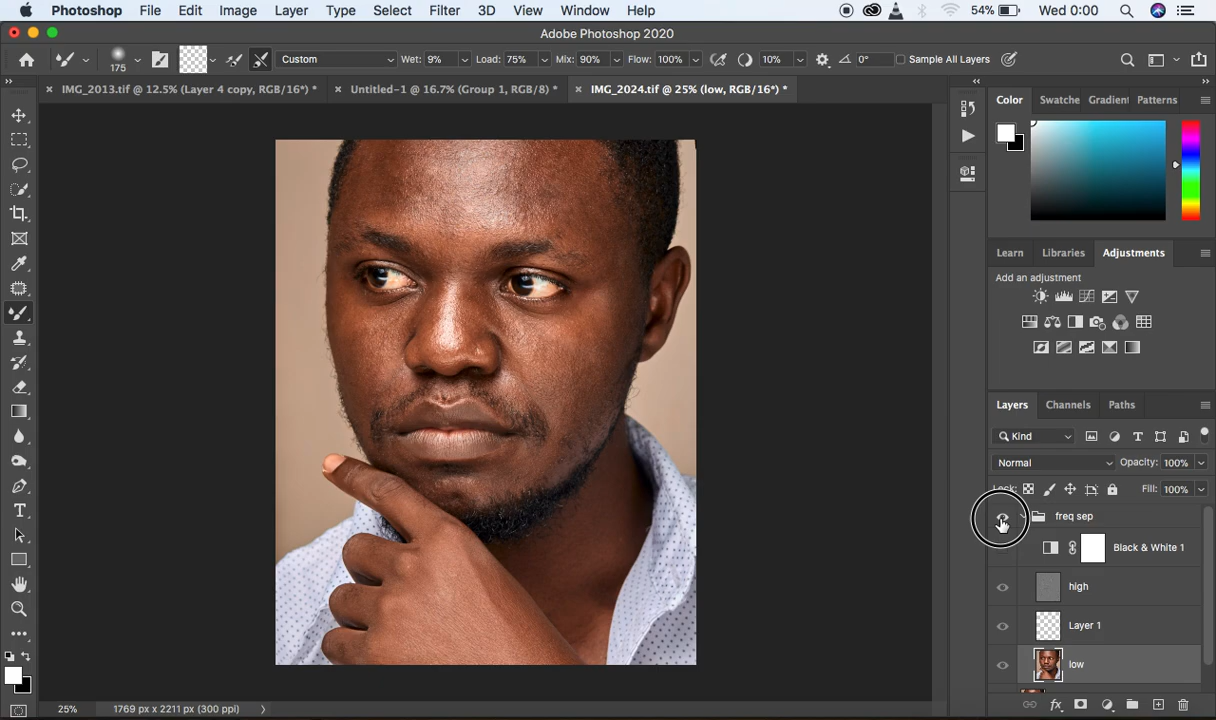 Photoshop File Edit Image Layer Type Select Filter 3D View Window Help 54% Wed 0:00
Adobe Photoshop 2020
175 Custom Wet: 9% Load: 75% Mix: 90% Flow: 100% 10% 0° Sample All Layers
IMG_2013.tif @ 12.5% (Layer 4 copy, RGB/16*) * Untitled-1 @ 16.7% (Group 1, RGB/8) * IMG_2024.tif @ 25% (low, RGB/16*) *
Color Swatche Gradient Patterns
Learn Libraries Adjustments
Add an adjustment
Layers Channels Paths
Kind
Normal Opacity: 100%
Lock: Fill: 100%
freq sep
Black & White 1
high
Layer 1
low
25% 1769 px x 2211 px (300 ppi)